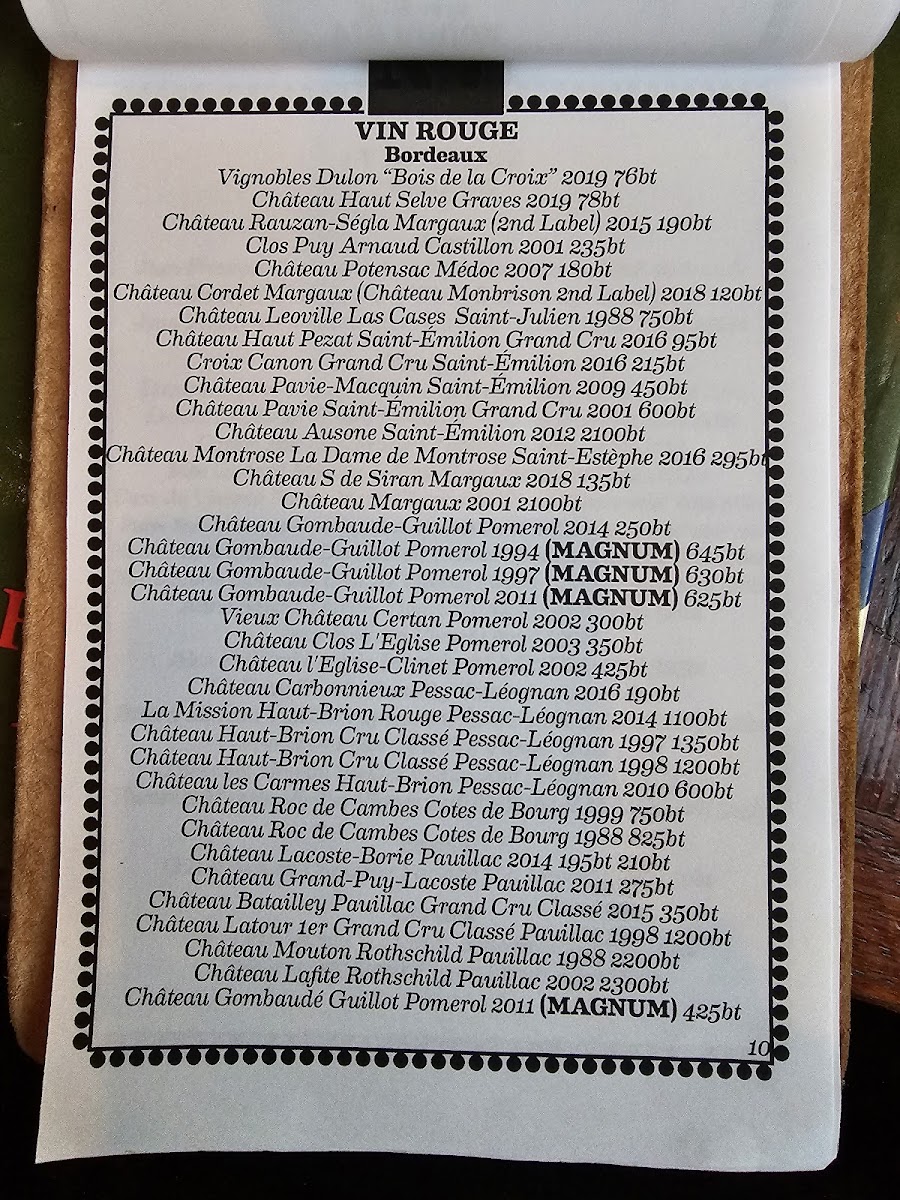 VIN ROUGE
Bordeaux
Vignobles Dulon “Bois de la Croix” 2019 76bt
Château Haut Selve Graves 2019 78bt
Château Rauzan-Ségla Margaux (2nd Label) 2015 190bt
Clos Puy Arnaud Castillon 2001 235bt
Château Potensac Médoc 2007 180bt
Château Cordet Margaux (Château Monbrison 2nd Label) 2018 120bt
Château Leoville Las Cases Saint-Julien 1988 750bt
Château Haut Pezat Saint-Émilion Grand Cru 2016 95bt
Croix Canon Grand Cru Saint-Émilion 2016 215bt
Château Pavie-Macquin Saint-Émilion 2009 450bt
Château Pavie Saint-Émilion Grand Cru 2001 600bt
Château Ausone Saint-Émilion 2012 2100bt
Château Montrose La Dame de Montrose Saint-Estèphe 2016 295bt
Château S de Siran Margaux 2018 135bt
Château Margaux 2001 2100bt
Château Gombaude-Guillot Pomerol 2014 250bt
Château Gombaude-Guillot Pomerol 1994 (MAGNUM) 645bt
Château Gombaude-Guillot Pomerol 1997 (MAGNUM) 630bt
Château Gombaude-Guillot Pomerol 2011 (MAGNUM) 625bt
Vieux Château Certan Pomerol 2002 300bt
Château Clos L'Eglise Pomerol 2003 350bt
Château l'Eglise-Clinet Pomerol 2002 425bt
Château Carbonnieux Pessac-Léognan 2016 190bt
La Mission Haut-Brion Rouge Pessac-Léognan 2014 1100bt
Château Haut-Brion Cru Classé Pessac-Léognan 1997 1350bt
Château Haut-Brion Cru Classé Pessac-Léognan 1998 1200bt
Château les Carmes Haut-Brion Pessac-Léognan 2010 600bt
Château Roc de Cambes Cotes de Bourg 1999 750bt
Château Roc de Cambes Cotes de Bourg 1988 825bt
Château Lacoste-Borie Pauillac 2014 195bt 210bt
Château Grand-Puy-Lacoste Pauillac 2011 275bt
Château Batailley Pauillac Grand Cru Classé 2015 350bt
Château Latour 1er Grand Cru Classé Pauillac 1998 1200bt
Château Mouton Rothschild Pauillac 1988 2200bt
Château Lafite Rothschild Pauillac 2002 2300bt
Château Gombaudé Guillot Pomerol 2011 (MAGNUM) 425bt
10